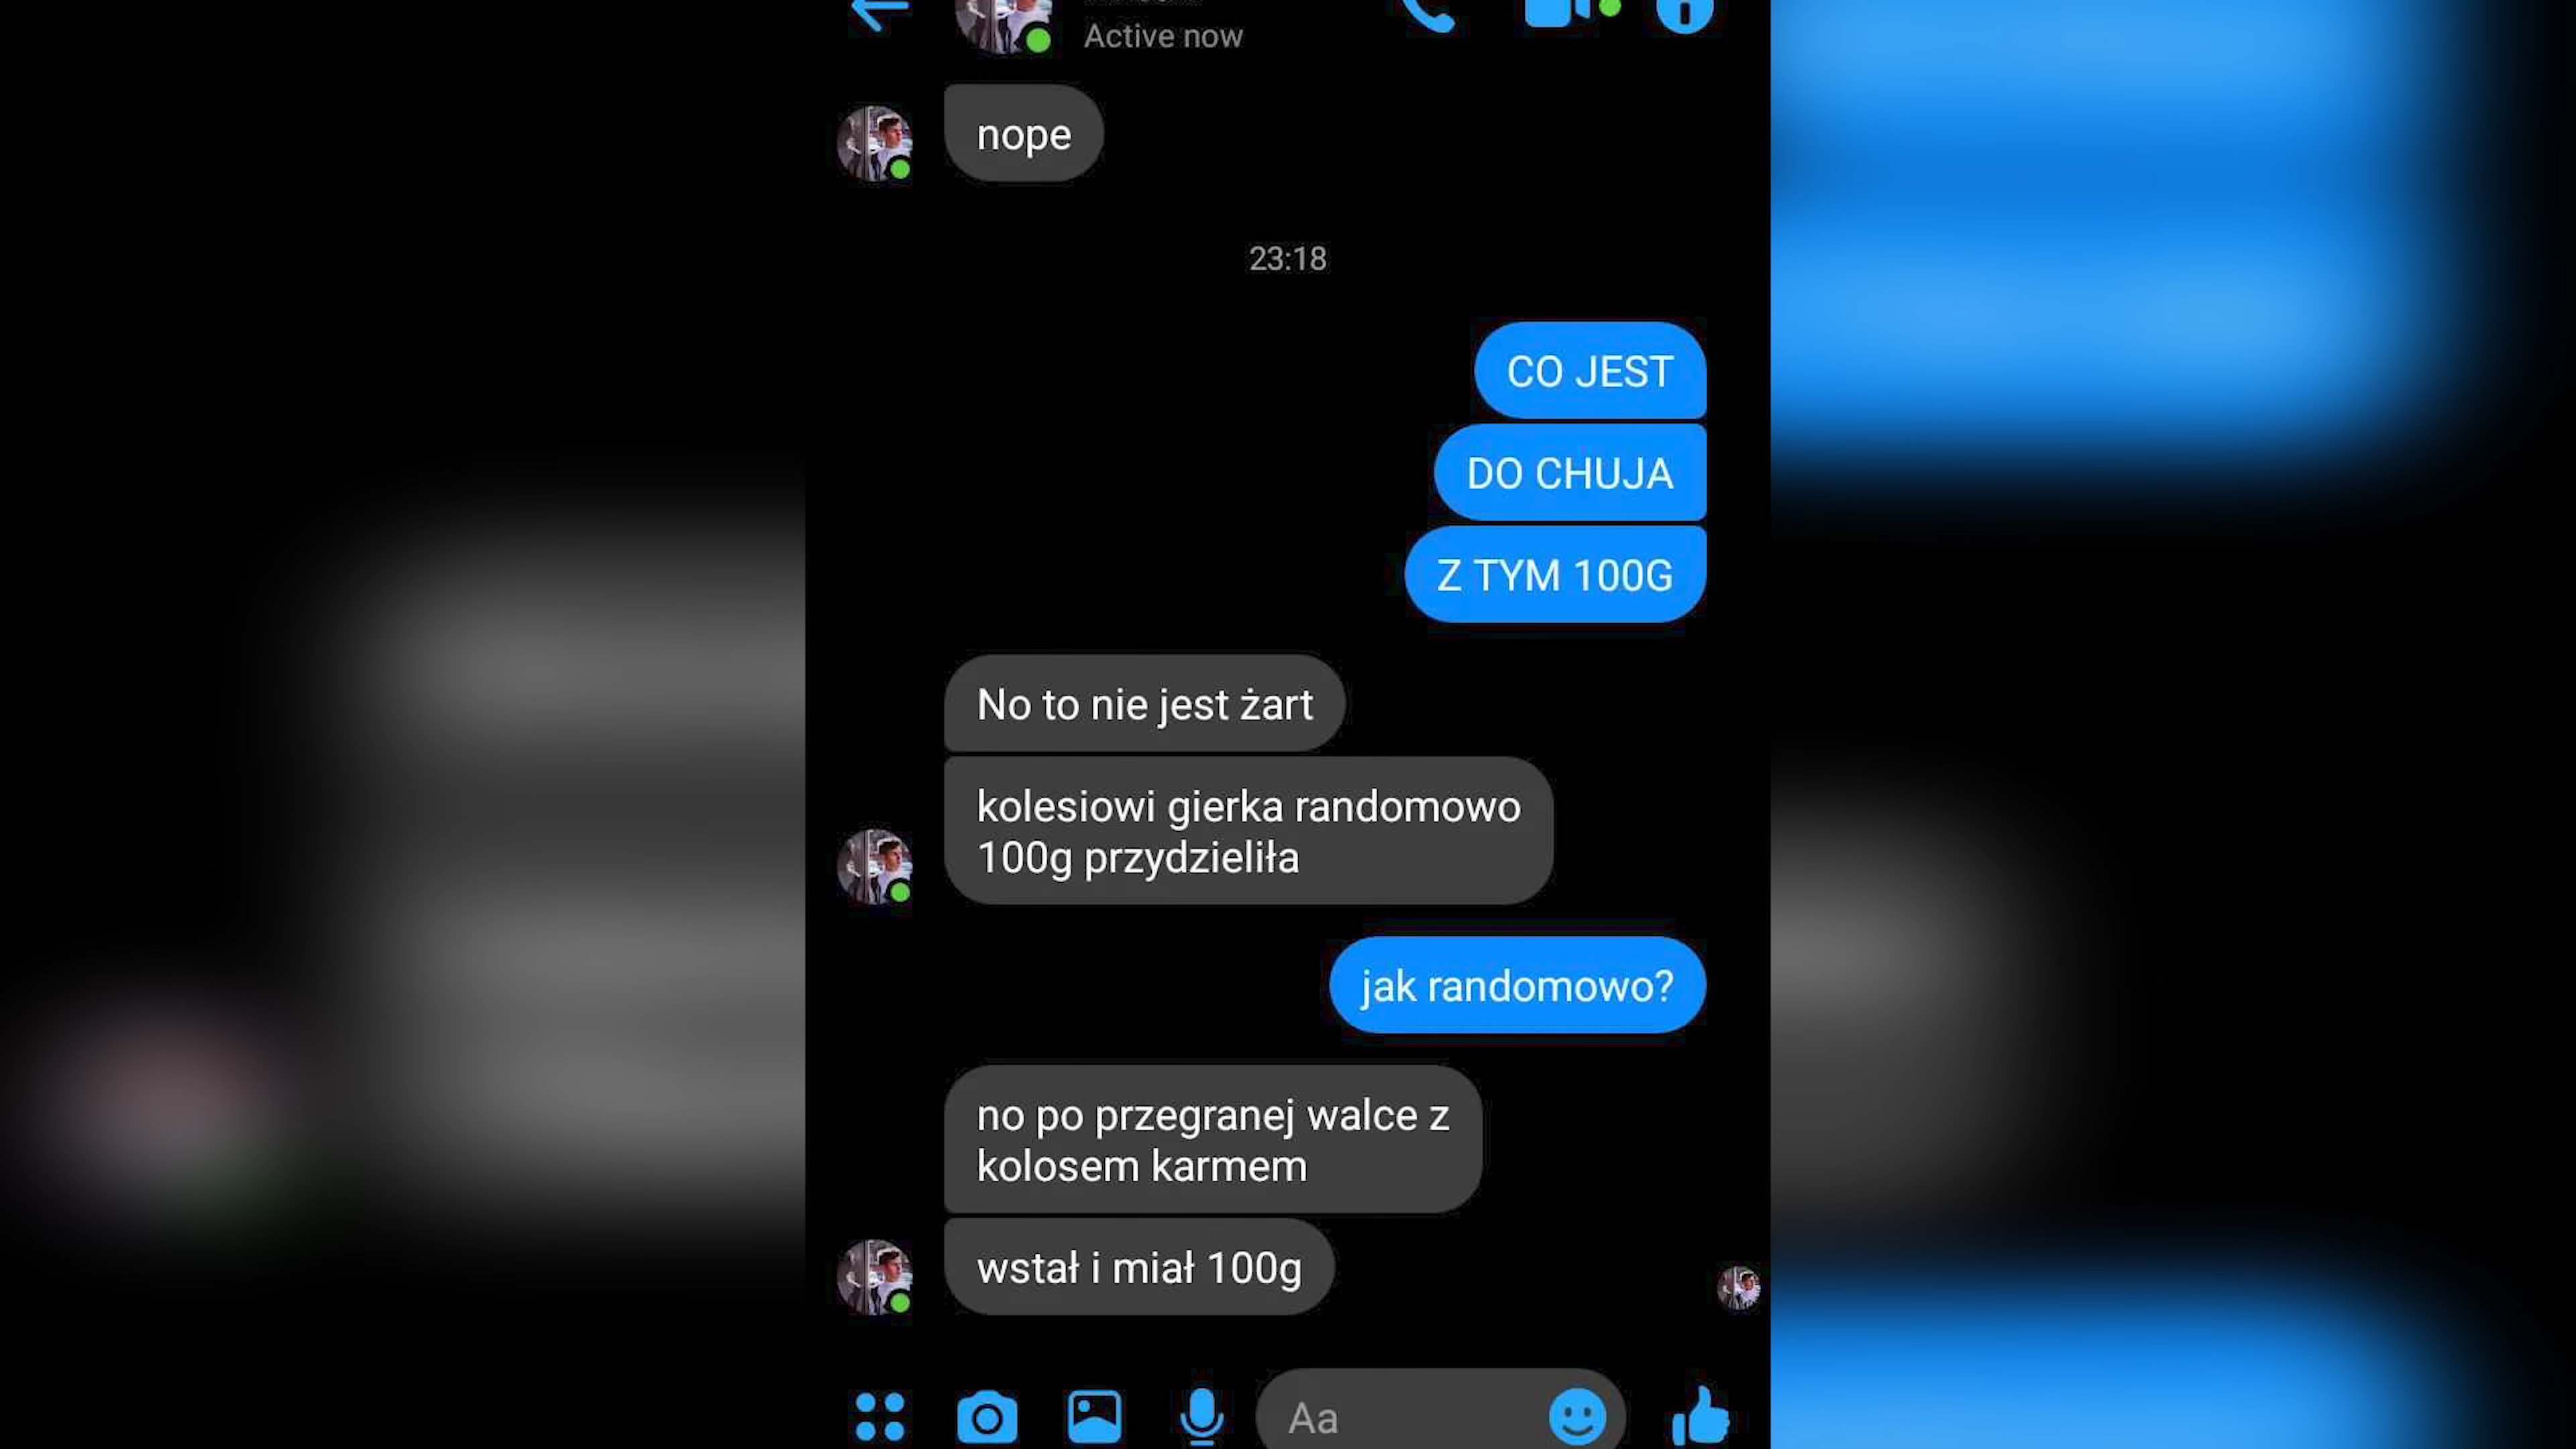 Active now
nope
23:18
CO JEST
DO CHUJA
Z TYM 100G
No to nie jest żart
kolesiowi gierka randomowo
100g przydzieliła
jak randomowo?
no po przegranej walce z
kolosem karmem
wstał i miał 100g
Aa